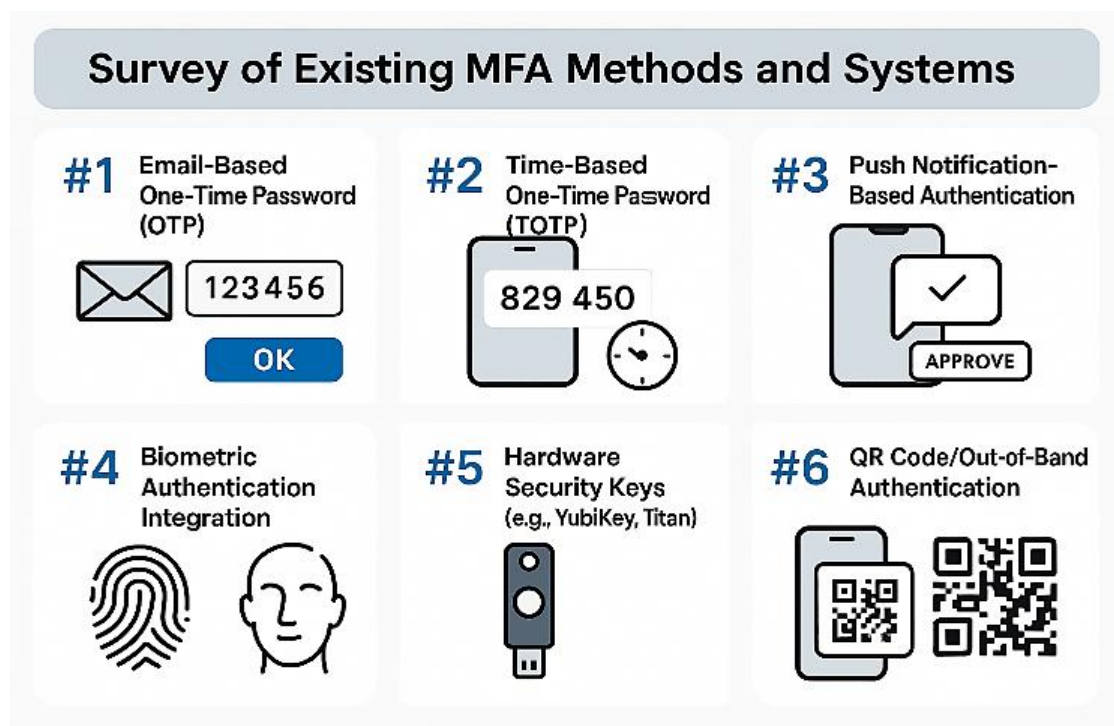 Survey of Existing MFA Methods and Systems
#1 Email-Based
One-Time Password
(OTP)
123456
OK
#2 Time-Based
One-Time Password
(TOTP)
829 450
#3 Push Notification-
Based Authentication
APPROVE
#4 Biometric
Authentication
Integration
#5 Hardware
Security Keys
(e.g., YubiKey, Titan)
#6 QR Code/Out-of-Band
Authentication